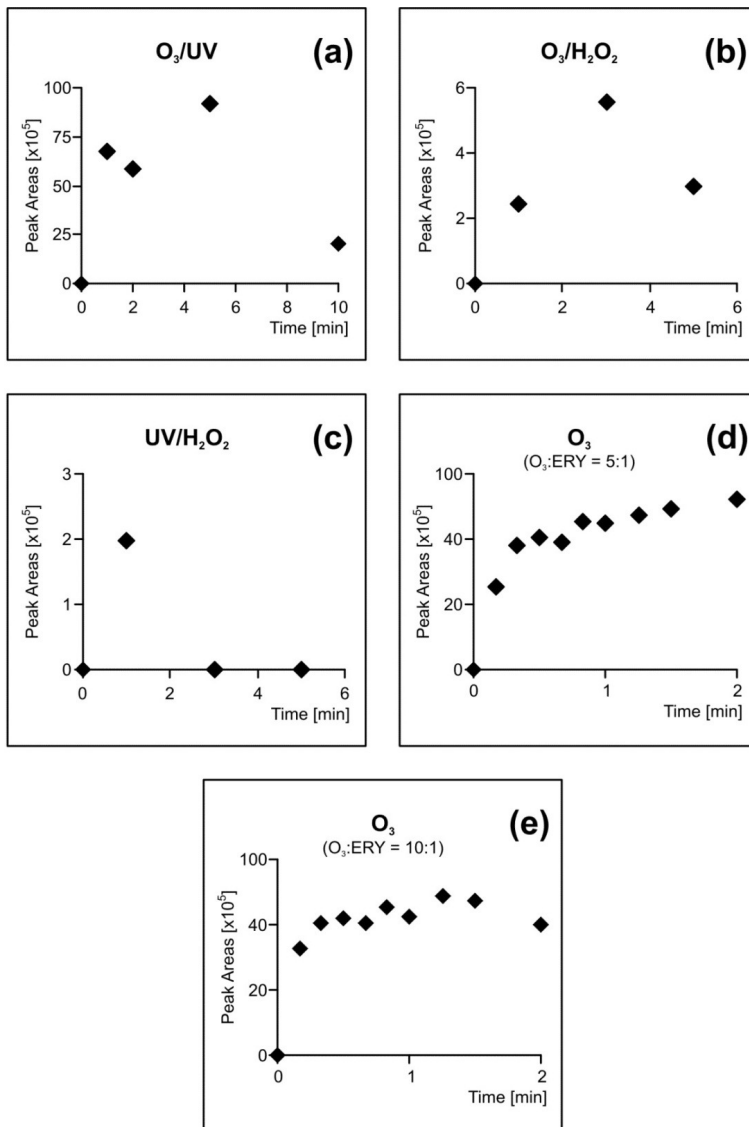 O₃/UV (a)
Peak Areas [x10⁵]
100
75
50
25
0
0 2 4 6 8 10
Time [min]
O₃/H₂O₂ (b)
Peak Areas [x10⁵]
6
4
2
0
0 2 4 6
Time [min]
UV/H₂O₂ (c)
Peak Areas [x10⁵]
3
2
1
0
0 2 4 6
Time [min]
O₃ (d)
(O₃:ERY = 5:1)
Peak Areas [x10⁵]
100
40
20
0
0 1 2
Time [min]
O₃ (e)
(O₃:ERY = 10:1)
Peak Areas [x10⁵]
100
40
20
0
0 1 2
Time [min]